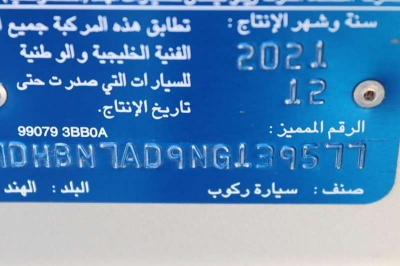 سنة وشهر الإنتاج: تطابق هذه المركبة جميع
2021 الفنية الخليجية و الوطنية
12 للسيارات التي صدرت حتى
تاريخ الإنتاج.
الرقم المميز: 99079 3BB0A
MDHBN7AD9NG139577
صنف: سيارة ركوب البلد: الهند